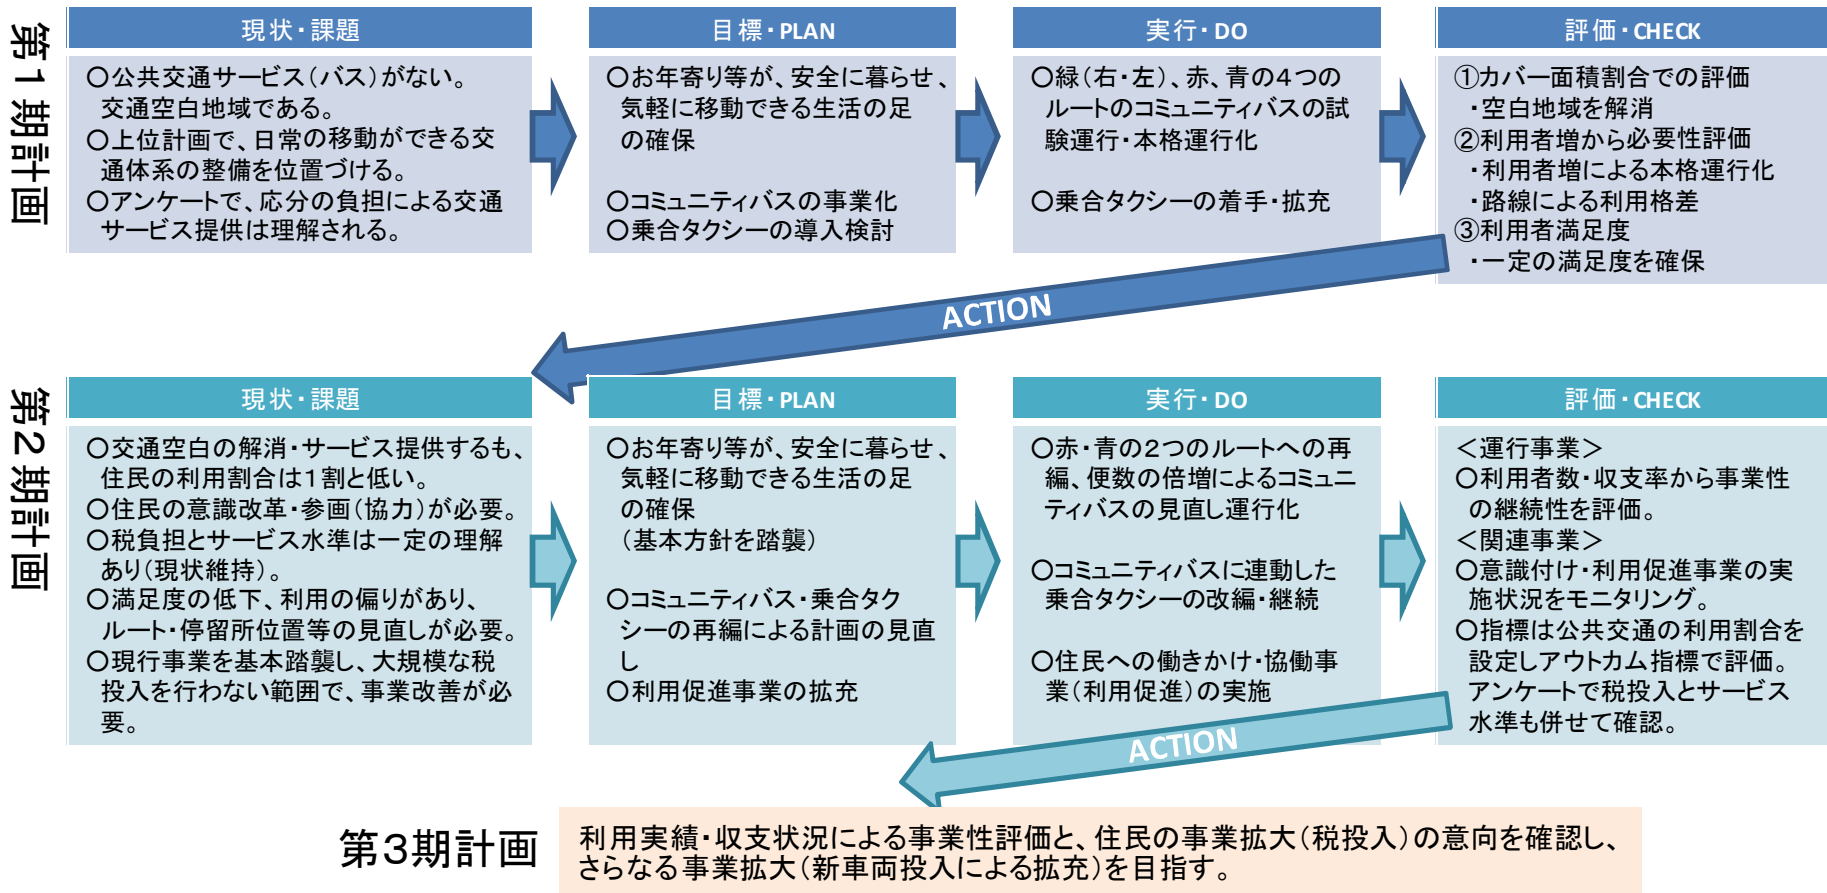 第1期計画
現状・課題
○公共交通サービス(バス)がない。
交通空白地域である。
○上位計画で、日常の移動ができる交
通体系の整備を位置づける。
○アンケートで、応分の負担による交通
サービス提供は理解される。
目標・PLAN
○お年寄り等が、安全に暮らせ、
気軽に移動できる生活の足
の確保
○コミュニティバスの事業化
○乗合タクシーの導入検討
実行・DO
○緑(右・左)、赤、青の4つの
ルートのコミュニティバスの試
験運行・本格運行化
○乗合タクシーの着手・拡充
評価・CHECK
①カバー面積割合での評価
・空白地域を解消
②利用者増から必要性評価
・利用者増による本格運行化
・路線による利用格差
③利用者満足度
・一定の満足度を確保
ACTION
第2期計画
現状・課題
○交通空白の解消・サービス提供するも、
住民の利用割合は1割と低い。
○住民の意識改革・参画(協力)が必要。
○税負担とサービス水準は一定の理解
あり(現状維持)。
○満足度の低下、利用の偏りがあり、
ルート・停留所位置等の見直しが必要。
○現行事業を基本踏襲し、大規模な税
投入を行わない範囲で、事業改善が必
要。
目標・PLAN
○お年寄り等が、安全に暮らせ、
気軽に移動できる生活の足
の確保
(基本方針を踏襲)
○コミュニティバス・乗合タク
シーの再編による計画の見直
し
○利用促進事業の拡充
実行・DO
○赤・青の2つのルートへの再
編、便数の倍増によるコミュニ
ティバスの見直し運行化
○コミュニティバスに連動した
乗合タクシーの改編・継続
○住民への働きかけ・協働事
業(利用促進)の実施
評価・CHECK
<運行事業>
○利用者数・収支率から事業性
の継続性を評価。
<関連事業>
○意識付け・利用促進事業の実
施状況をモニタリング。
○指標は公共交通の利用割合を
設定しアウトカム指標で評価。
アンケートで税投入とサービス
水準も併せて確認。
ACTION
第3期計画
利用実績・収支状況による事業性評価と、住民の事業拡大(税投入)の意向を確認し、
さらなる事業拡大(新車両投入による拡充)を目指す。